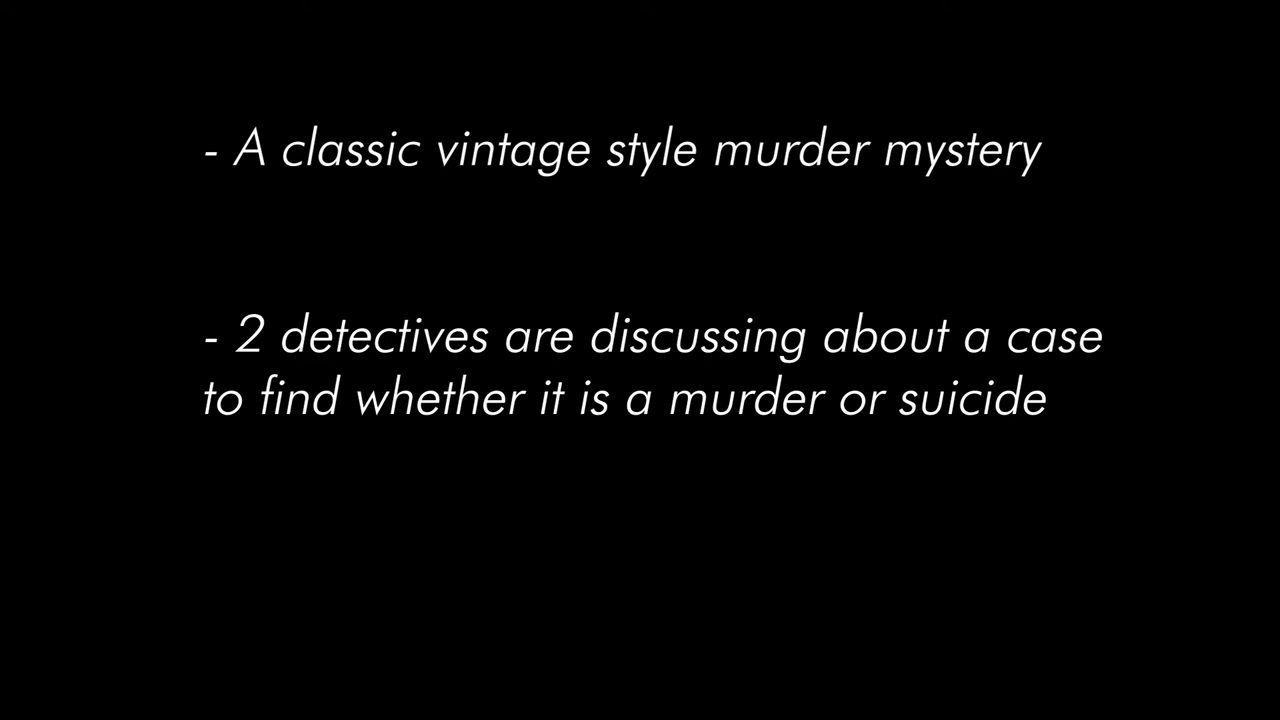 - A classic vintage style murder mystery
- 2 detectives are discussing about a case
to find whether it is a murder or suicide